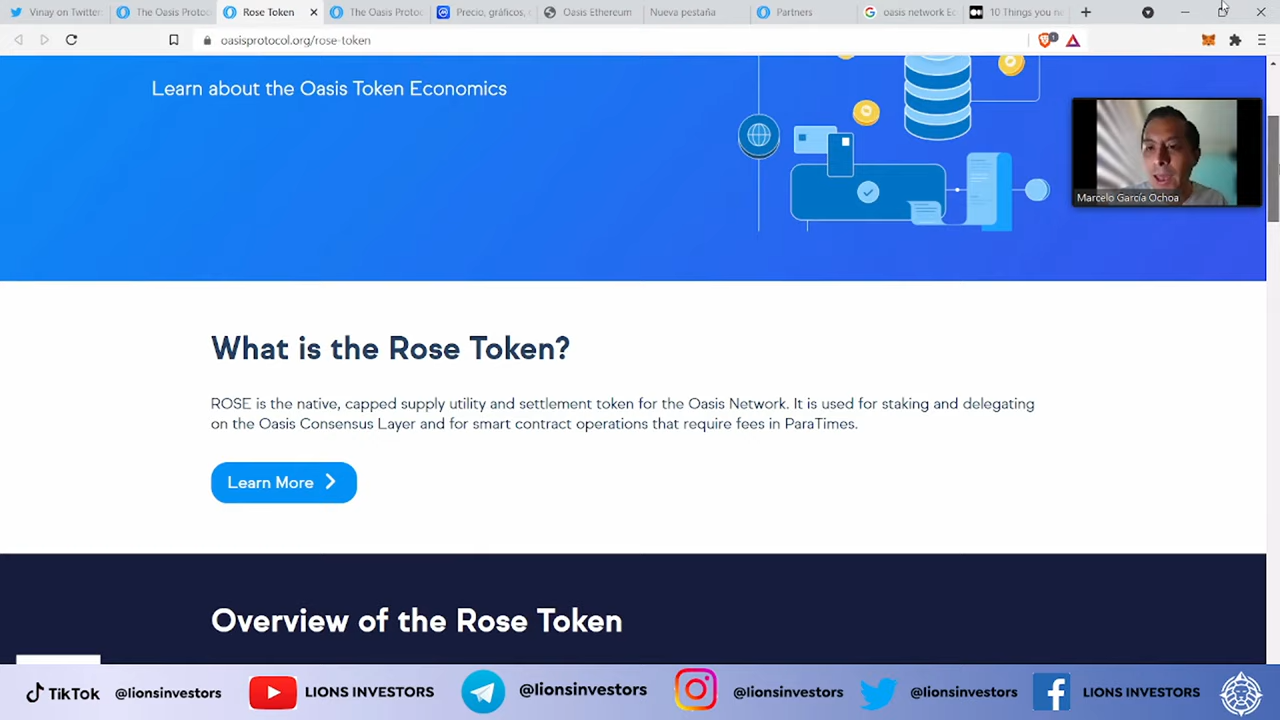 Vinay on Twitter:
The Oasis Protoc
Rose Token
The Oasis Protoc
Precio, gráficos,
Oasis Ethereum
Nueva pestaña
Partners
oasis network Ec
10 Things you ne
oasisprotocol.org/rose-token
1
Learn about the Oasis Token Economics
Marcelo García Ochoa
What is the Rose Token?
ROSE is the native, capped supply utility and settlement token for the Oasis Network. It is used for staking and delegating
on the Oasis Consensus Layer and for smart contract operations that require fees in ParaTimes.
Learn More
Overview of the Rose Token
TikTok @lionsinvestors LIONS INVESTORS @lionsinvestors @lionsinvestors @lionsinvestors LIONS INVESTORS